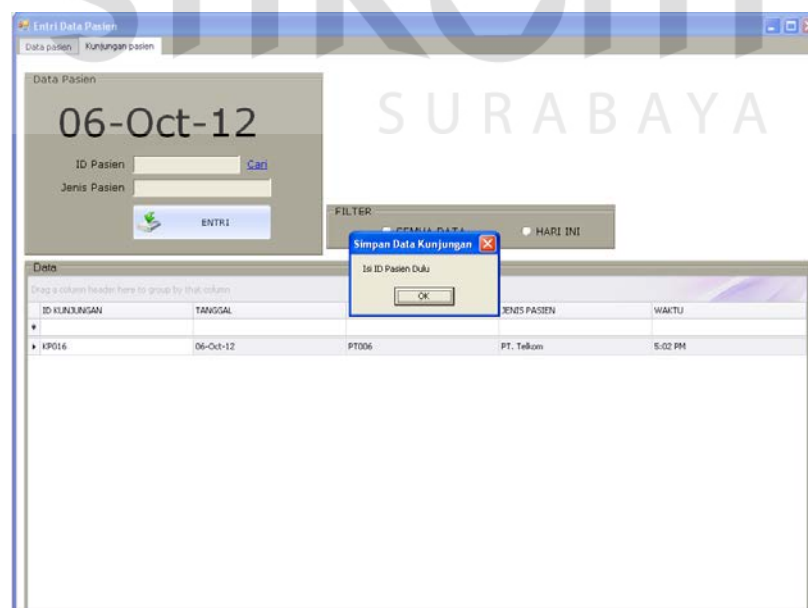 SURABAYA
Entri Data Pasien
Data pasien Kunjungan pasien
Data Pasien
06-Oct-12
ID Pasien Cari
Jenis Pasien
ENTRI
FILTER
SEMUA DATA HARI INI
Simpan Data Kunjungan
Isi ID Pasien Dulu
OK
Data
Drag a column header here to group by that column
ID KUNJUNGAN TANGGAL JENIS PASIEN WAKTU
KP016 06-Oct-12 PT006 PT. Telkom 5:02 PM